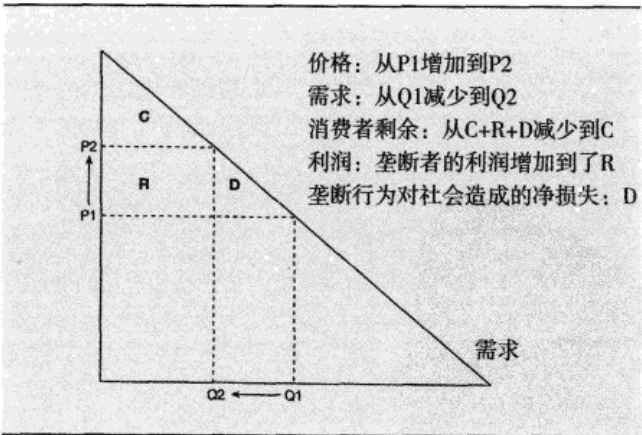 价格：从P1增加到P2
需求：从Q1减少到Q2
消费者剩余：从C+R+D减少到C
利润：垄断者的利润增加到了R
垄断行为对社会造成的净损失：D
C
P2
R
D
P1
需求
Q2
Q1